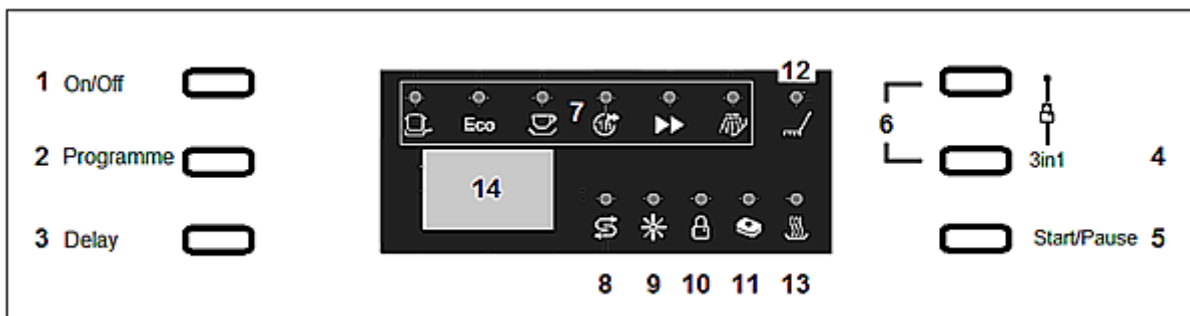 12
1 On/Off
7
Eco
6
2 Programme
3in1 4
14
3 Delay
Start/Pause 5
8 9 10 11 13